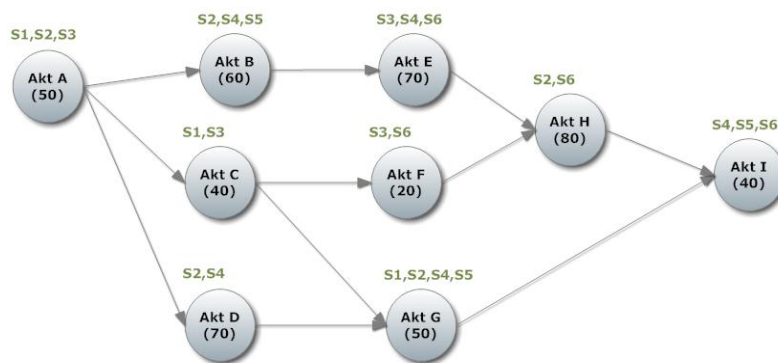 S1,S2,S3
Akt A
(50)
S2,S4,S5
Akt B
(60)
S3,S4,S6
Akt E
(70)
S2,S6
Akt H
(80)
S1,S3
Akt C
(40)
S3,S6
Akt F
(20)
S4,S5,S6
Akt I
(40)
S2,S4
Akt D
(70)
S1,S2,S4,S5
Akt G
(50)